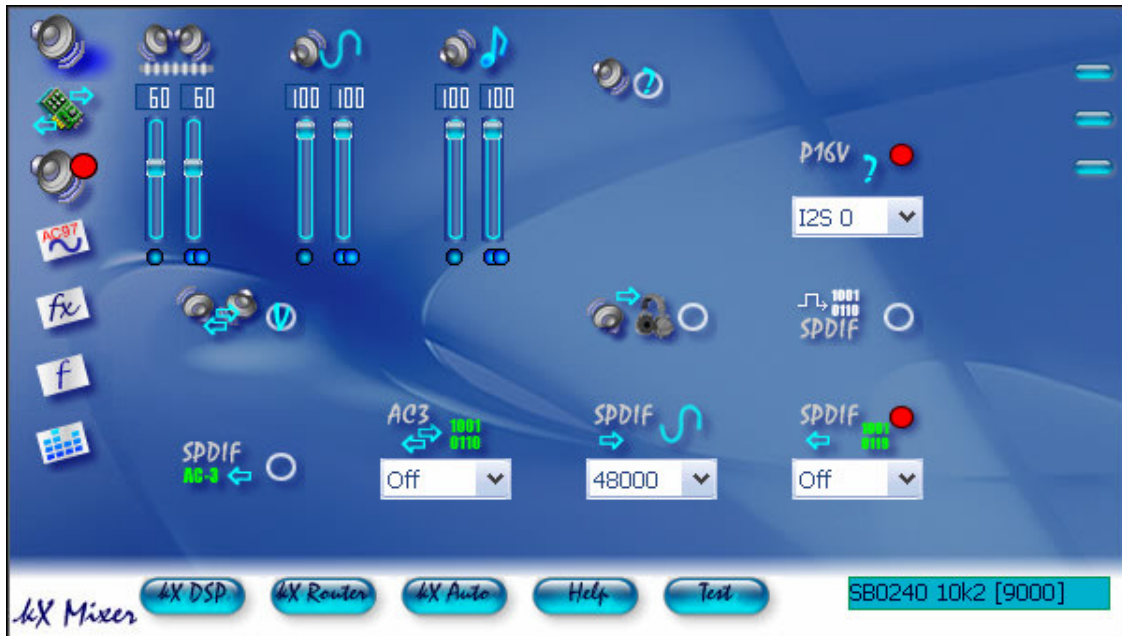 60 60 100 100 100 100
P16V
I2S 0
AC97
1001
0110
SPDIF
fx
f
AC3 1001
0110
SPDIF
SPDIF
1001
0110
SPDIF
AC-3
Off
48000
Off
kX Mixer
kX DSP
kX Router
kX Auto
Help
Test
SB0240 10k2 [9000]